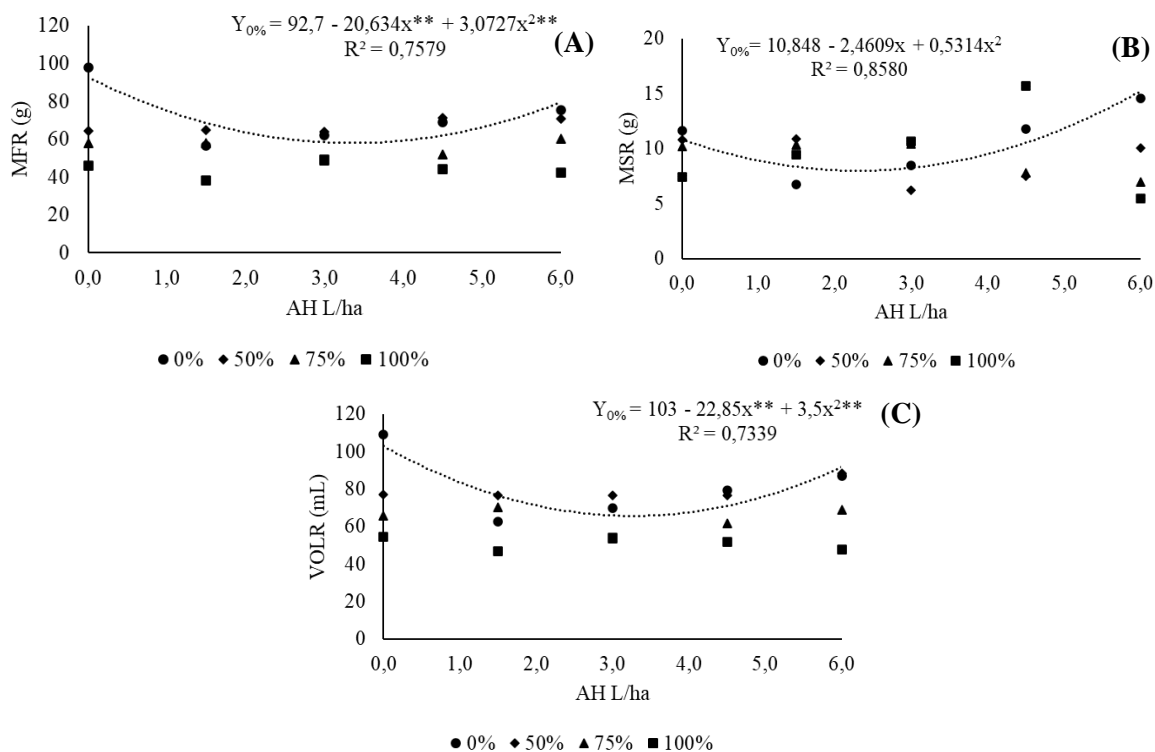 Y0% = 92,7 - 20,634x** + 3,0727x²**
R² = 0,7579
(A)
MFR (g)
120
100
80
60
40
20
0
0,0 1,0 2,0 3,0 4,0 5,0 6,0
AH L/ha
● 0% ◆ 50% ▲ 75% ■ 100%
Y0% = 10,848 - 2,4609x + 0,5314x²
R² = 0,8580
(B)
MSR (g)
20
15
10
5
0
0,0 1,0 2,0 3,0 4,0 5,0 6,0
AH L/ha
● 0% ◆ 50% ▲ 75% ■ 100%
Y0% = 103 - 22,85x** + 3,5x²**
R² = 0,7339
(C)
VOLR (mL)
120
100
80
60
40
20
0
0,0 1,0 2,0 3,0 4,0 5,0 6,0
AH L/ha
● 0% ◆ 50% ▲ 75% ■ 100%